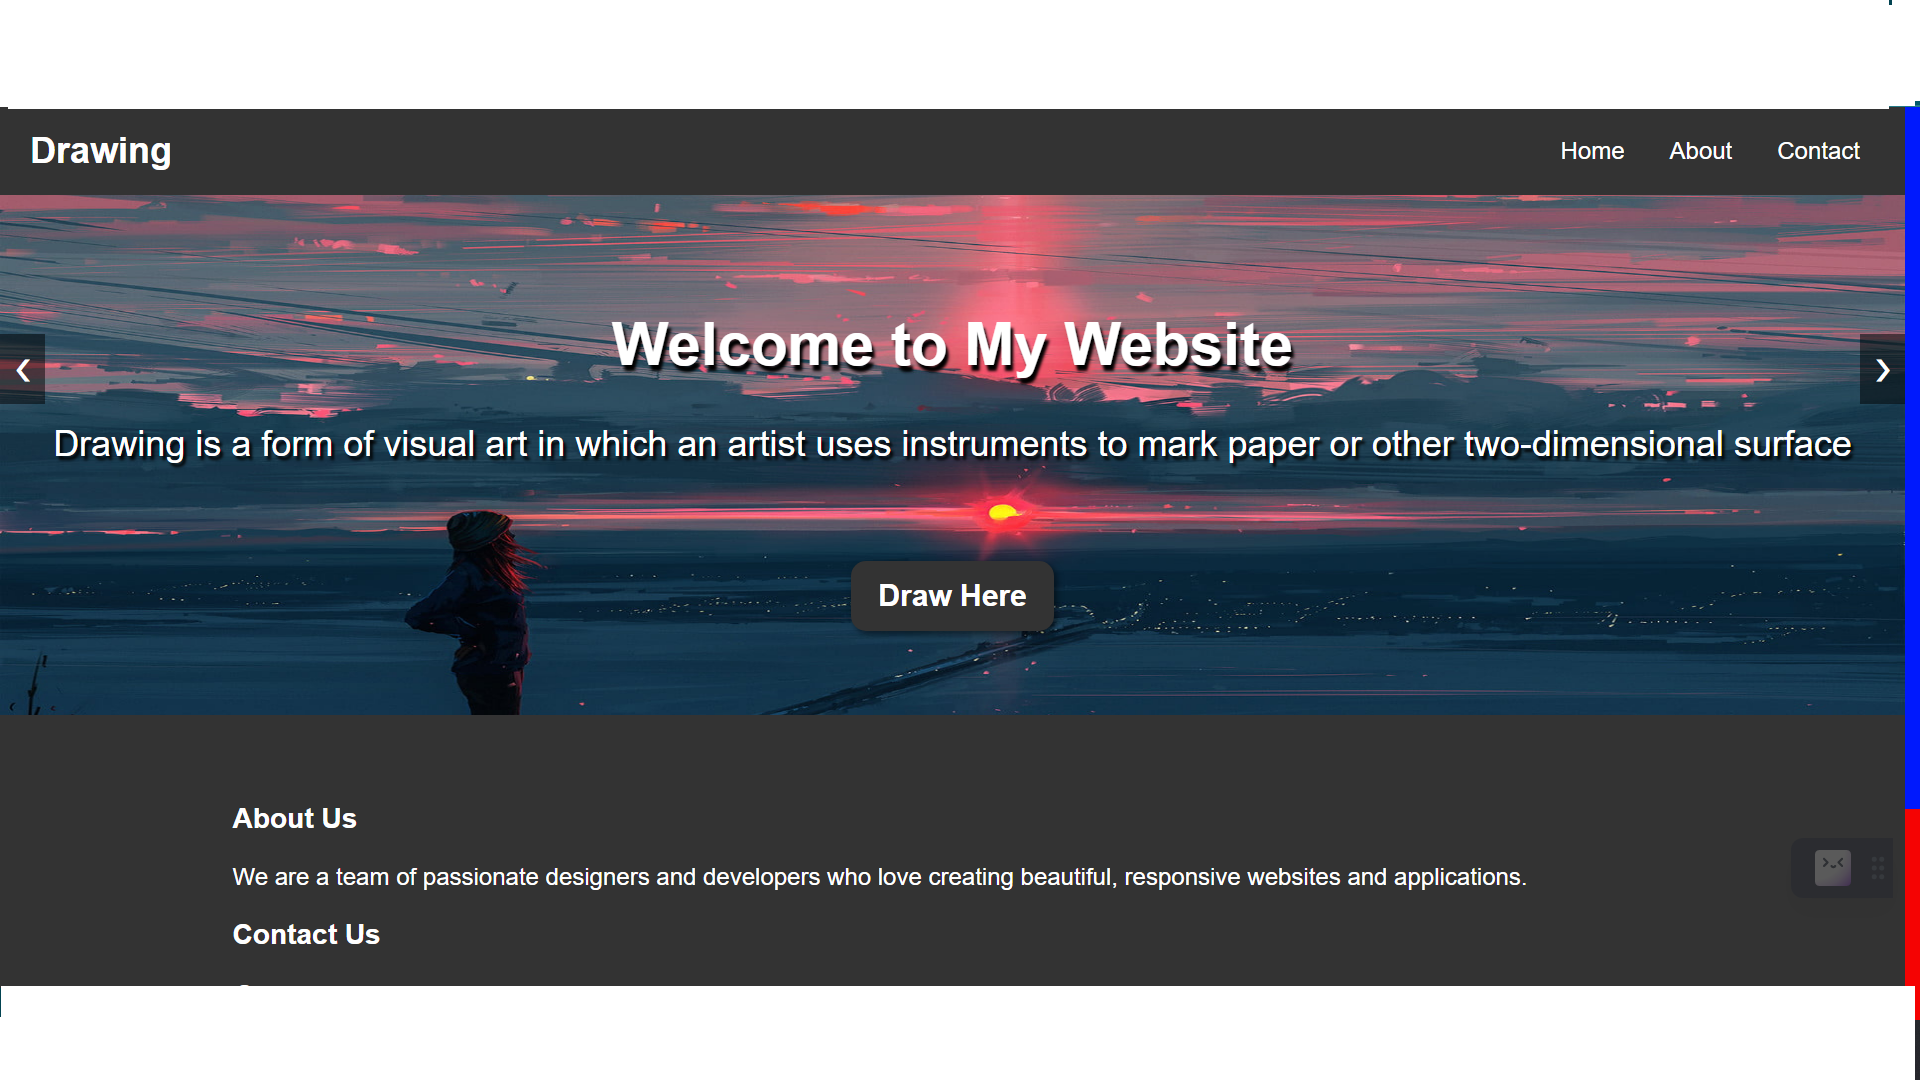 Drawing
Home About Contact
Welcome to My Website
Drawing is a form of visual art in which an artist uses instruments to mark paper or other two-dimensional surface
Draw Here
About Us
We are a team of passionate designers and developers who love creating beautiful, responsive websites and applications.
Contact Us